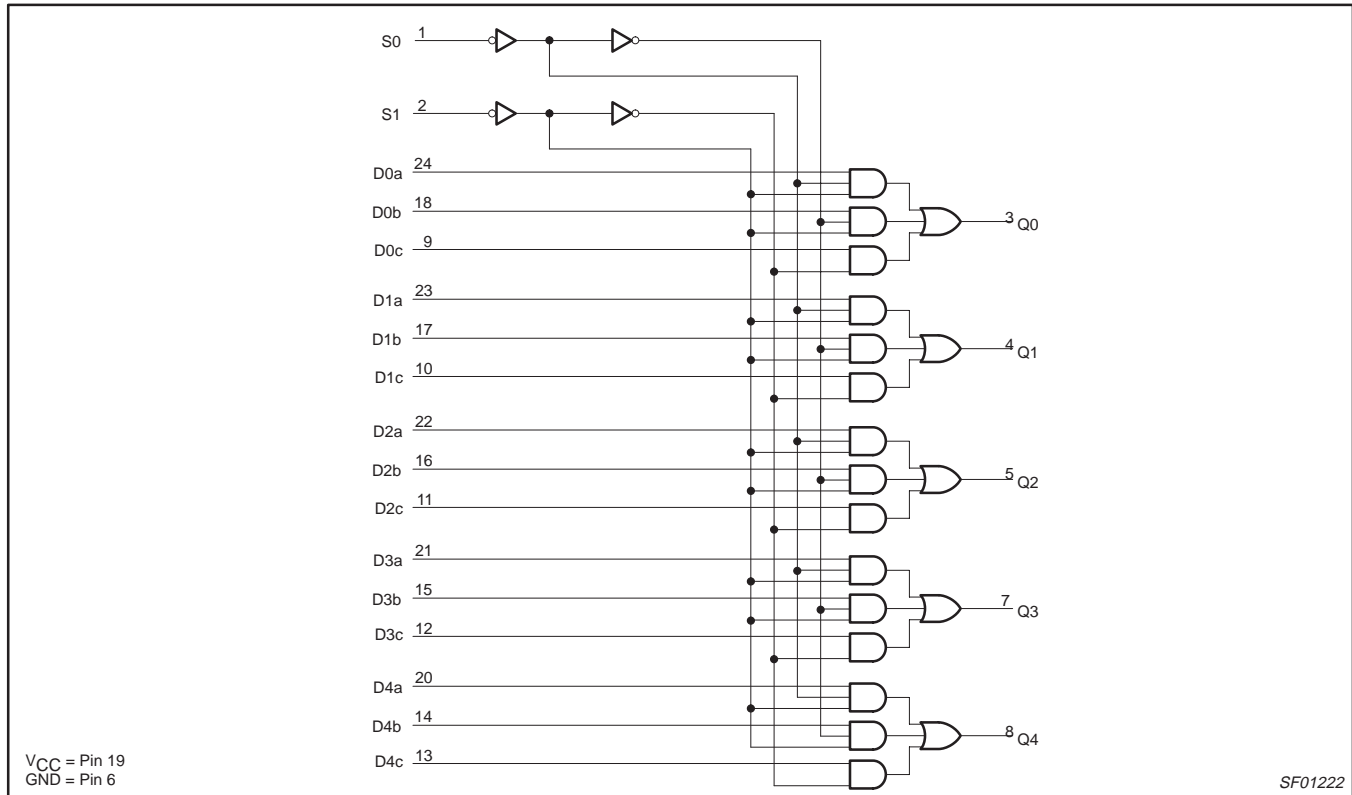 S0 1
S1 2
D0a 24
D0b 18
D0c 9
3 Q0
D1a 23
D1b 17
D1c 10
4 Q1
D2a 22
D2b 16
D2c 11
5 Q2
D3a 21
D3b 15
D3c 12
7 Q3
D4a 20
D4b 14
D4c 13
8 Q4
VCC = Pin 19
GND = Pin 6
SF01222